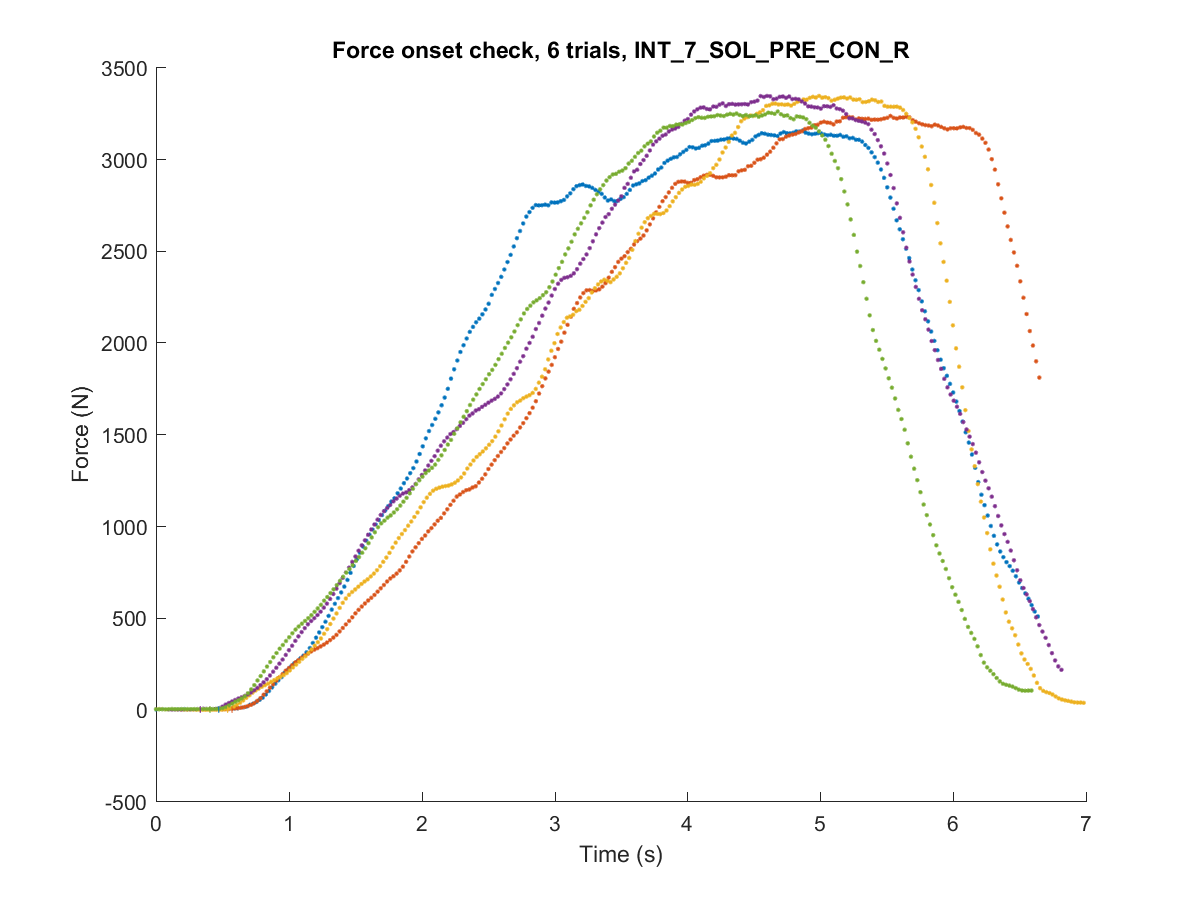 Force onset check, 6 trials, INT_7_SOL_PRE_CON_R
3500
3000
2500
2000
1500
1000
500
0
-500
Force (N)
0 1 2 3 4 5 6 7
Time (s)